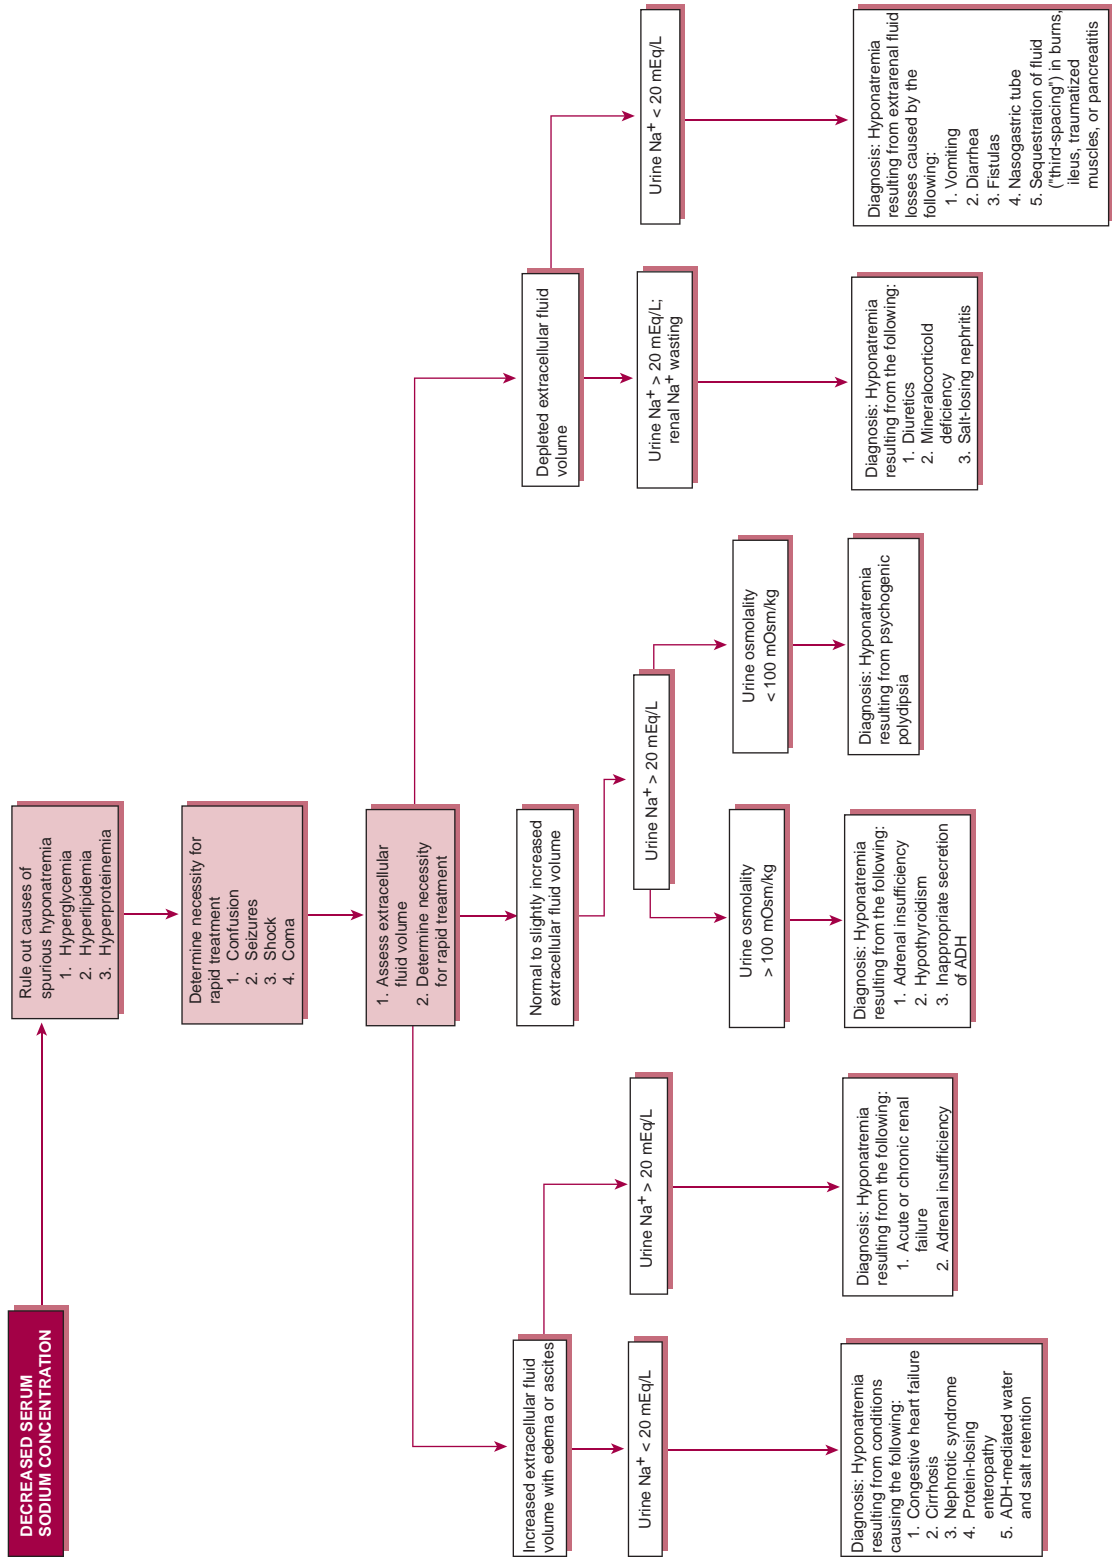 DECREASED SERUM
SODIUM CONCENTRATION
Rule out causes of
spurious hyponatremia
1. Hyperglycemia
2. Hyperlipidemia
3. Hyperproteinemia
Determine necessity for
rapid treatment
1. Confusion
2. Seizures
3. Shock
4. Coma
1. Assess extracellular
fluid volume
2. Determine necessity
for rapid treatment
Increased extracellular fluid
volume with edema or ascites
Normal to slightly increased
extracellular fluid volume
Depleted extracellular fluid
volume
Urine Na+ < 20 mEq/L
Urine Na+ > 20 mEq/L
Urine Na+ > 20 mEq/L
Urine Na+ > 20 mEq/L;
renal Na+ wasting
Urine Na+ < 20 mEq/L
Urine osmolality
> 100 mOsm/kg
Urine osmolality
< 100 mOsm/kg
Diagnosis: Hyponatremia
resulting from conditions
causing the following:
1. Congestive heart failure
2. Cirrhosis
3. Nephrotic syndrome
4. Protein-losing
enteropathy
5. ADH-mediated water
and salt retention
Diagnosis: Hyponatremia
resulting from the following:
1. Acute or chronic renal
failure
2. Adrenal insufficiency
Diagnosis: Hyponatremia
resulting from the following:
1. Adrenal insufficiency
2. Hypothyroidism
3. Inappropriate secretion
of ADH
Diagnosis: Hyponatremia
resulting from psychogenic
polydipsia
Diagnosis: Hyponatremia
resulting from the following:
1. Diuretics
2. Mineralocorticold
deficiency
3. Salt-losing nephritis
Diagnosis: Hyponatremia
resulting from extrarenal fluid
losses caused by the
following:
1. Vomiting
2. Diarrhea
3. Fistulas
4. Nasogastric tube
5. Sequestration of fluid
("third-spacing") in burns,
ileus, traumatized
muscles, or pancreatitis